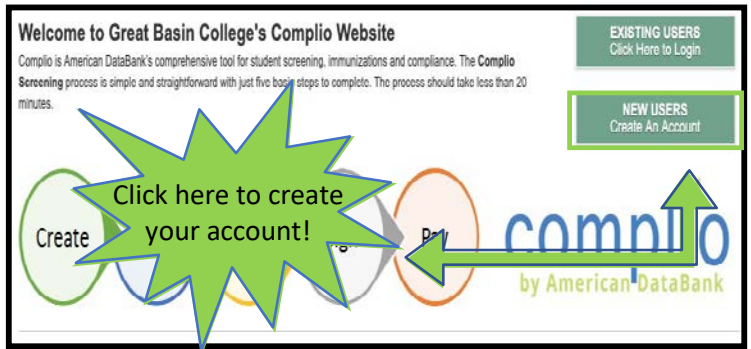 Welcome to Great Basin College's Complio Website
Complio is American DataBank's comprehensive tool for student screening, immunizations and compliance. The Complio
Screening process is simple and straightforward with just five basic steps to complete. The process should take less than 20
minutes.
EXISTING USERS
Click Here to Login
NEW USERS
Create An Account
Click here to create
your account!
Create
Pay
complio
by American DataBank